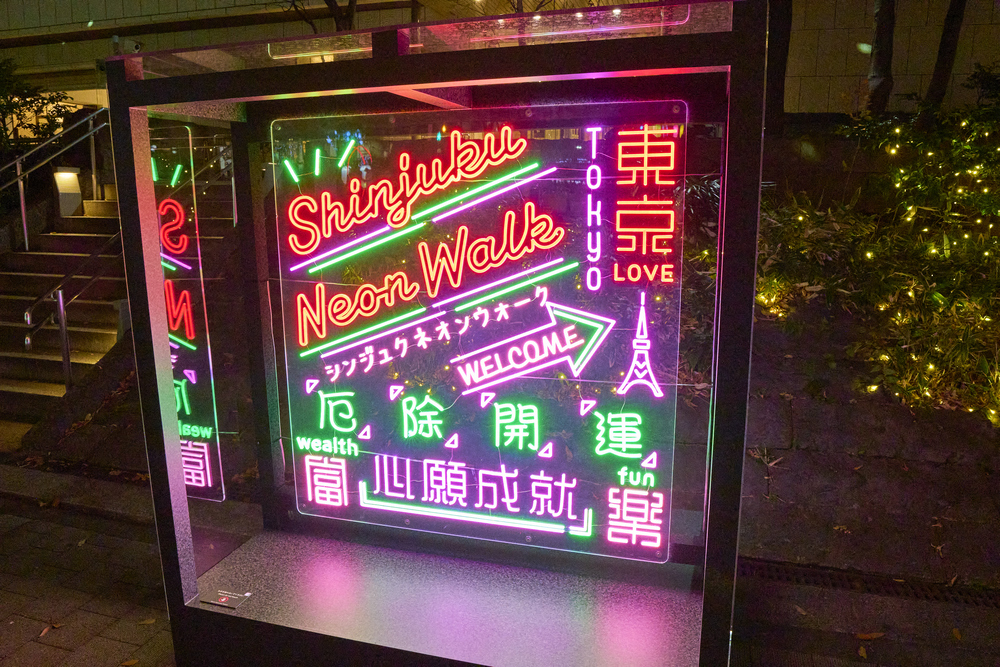 Shinjuku
Neon Walk
シンジュクネオンウォーク
WELCOME
TOKYO
東京
LOVE
厄除開運
wealth
富
心願成就
fun
楽